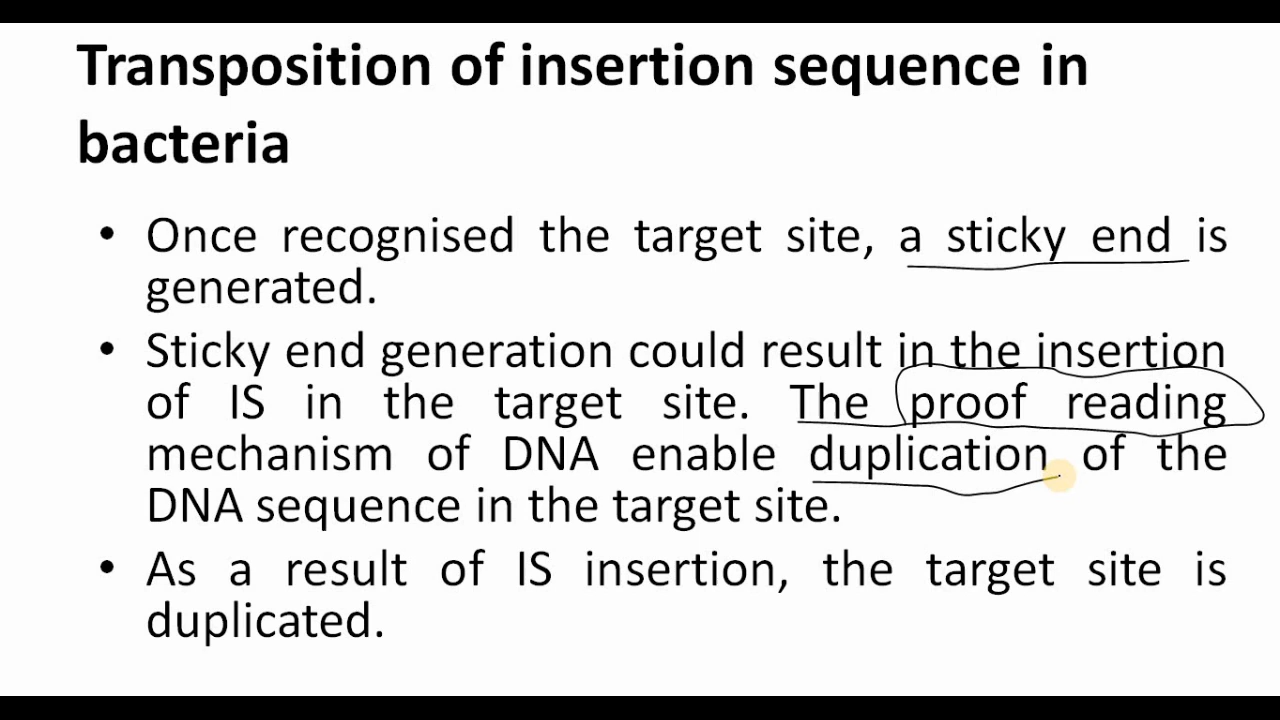 Transposition of insertion sequence in
bacteria
• Once recognised the target site, a sticky end is
generated.
• Sticky end generation could result in the insertion
of IS in the target site. The proof reading
mechanism of DNA enable duplication of the
DNA sequence in the target site.
• As a result of IS insertion, the target site is
duplicated.